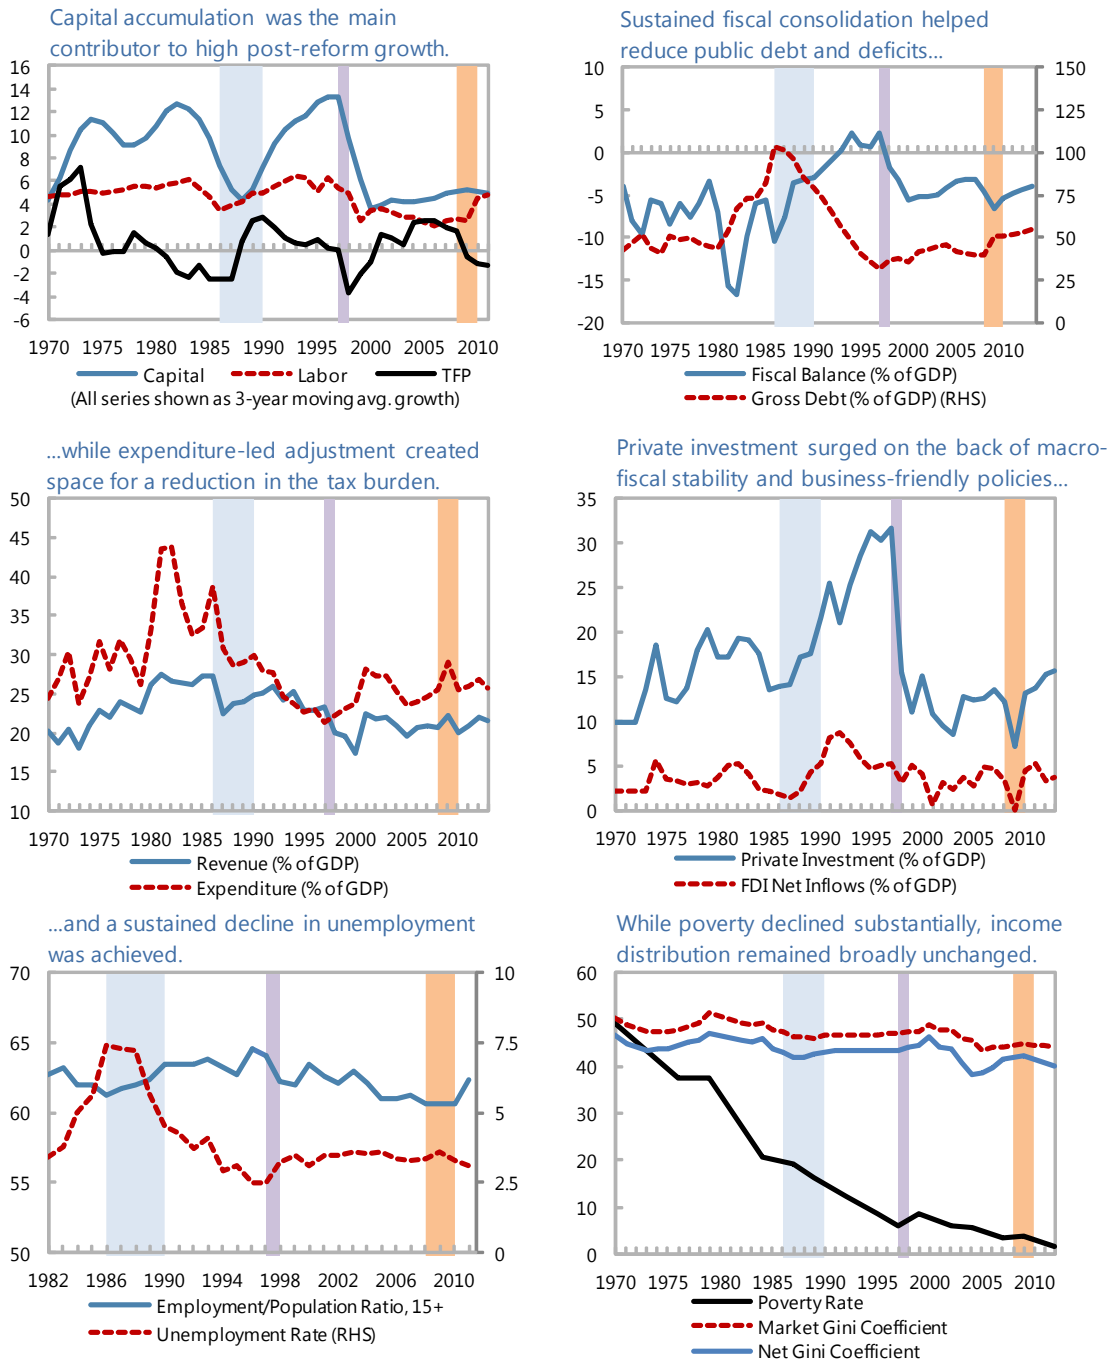 Capital accumulation was the main
contributor to high post-reform growth.
16
14
12
10
8
6
4
2
0
-2
-4
-6
1970 1975 1980 1985 1990 1995 2000 2005 2010
Capital Labor TFP
(All series shown as 3-year moving avg. growth)
Sustained fiscal consolidation helped
reduce public debt and deficits...
10 150
5 125
0 100
-5 75
-10 50
-15 25
-20 0
1970 1975 1980 1985 1990 1995 2000 2005 2010
Fiscal Balance (% of GDP)
Gross Debt (% of GDP) (RHS)
...while expenditure-led adjustment created
space for a reduction in the tax burden.
50
45
40
35
30
25
20
15
10
1970 1975 1980 1985 1990 1995 2000 2005 2010
Revenue (% of GDP)
Expenditure (% of GDP)
Private investment surged on the back of macro-
fiscal stability and business-friendly policies...
35
30
25
20
15
10
5
0
1970 1975 1980 1985 1990 1995 2000 2005 2010
Private Investment (% of GDP)
FDI Net Inflows (% of GDP)
...and a sustained decline in unemployment
was achieved.
70 10
65 7.5
60 5
55 2.5
50 0
1982 1986 1990 1994 1998 2002 2006 2010
Employment/Population Ratio, 15+
Unemployment Rate (RHS)
While poverty declined substantially, income
distribution remained broadly unchanged.
60
50
40
30
20
10
0
1970 1975 1980 1985 1990 1995 2000 2005 2010
Poverty Rate
Market Gini Coefficient
Net Gini Coefficient